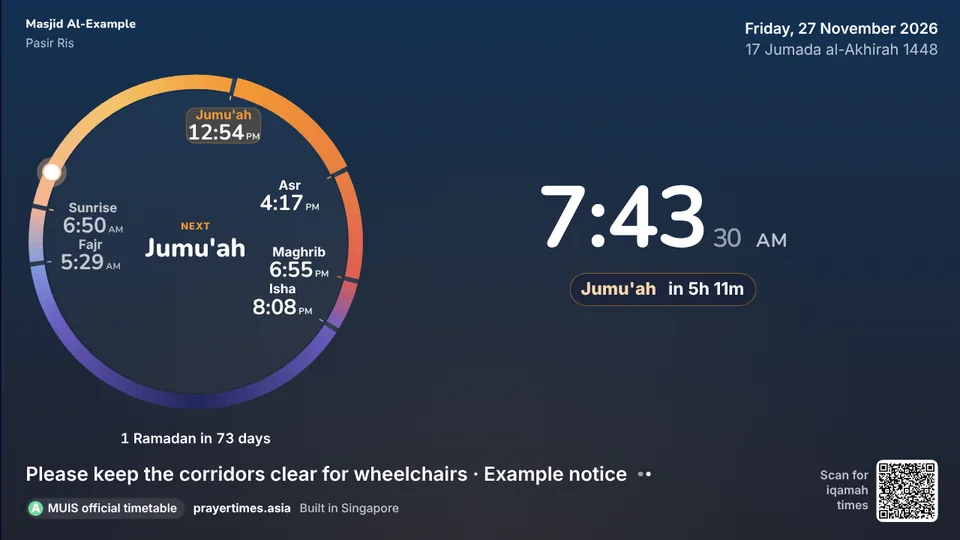 Masjid Al-Example
Pasir Ris
Friday, 27 November 2026
17 Jumada al-Akhirah 1448
Jumu'ah
12:54 PM
Asr
4:17 PM
Sunrise
6:50 AM
Fajr
5:29 AM
NEXT
Jumu'ah
Maghrib
6:55 PM
Isha
8:08 PM
7:43 30 AM
Jumu'ah in 5h 11m
1 Ramadan in 73 days
Please keep the corridors clear for wheelchairs · Example notice
A MUIS official timetable prayertimes.asia Built in Singapore
Scan for
iqamah
times